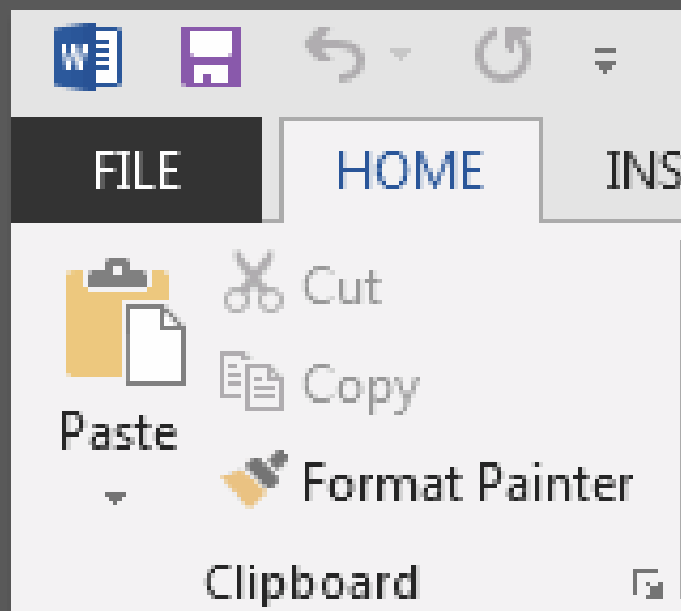 W
FILE HOME INS
Cut
Copy
Paste
Format Painter
Clipboard